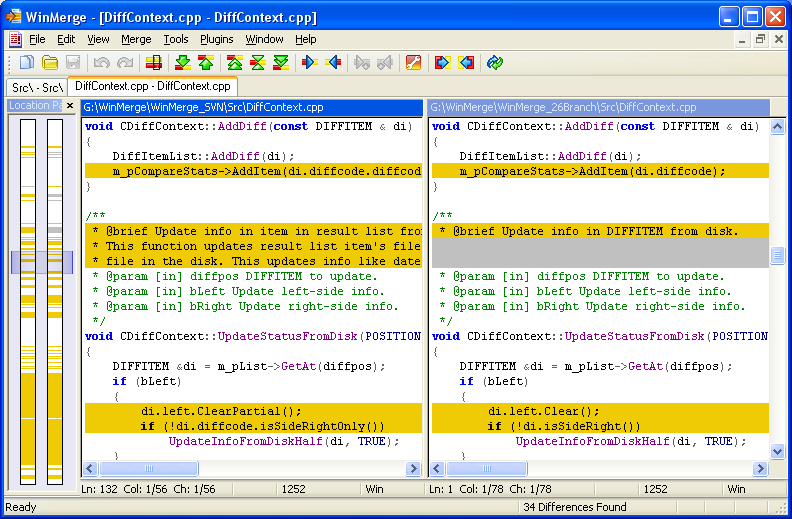 WinMerge - [DiffContext.cpp - DiffContext.cpp]
File Edit View Merge Tools Plugins Window Help
Src\ - Src\ DiffContext.cpp - DiffContext.cpp
Location Pa
G:\WinMerge\WinMerge_SVN\Src\DiffContext.cpp
void CDiffContext::AddDiff(const DIFFITEM & di)
{
DiffItemList::AddDiff(di);
m_pCompareStats->AddItem(di.diffcode.diffcod
}
/**
* @brief Update info in item in result list fro
* This function updates result list item's file
* file in the disk. This updates info like date
* @param [in] diffpos DIFFITEM to update.
* @param [in] bLeft Update left-side info.
* @param [in] bRight Update right-side info.
*/
void CDiffContext::UpdateStatusFromDisk(POSITION
{
DIFFITEM &di = m_pList->GetAt(diffpos);
if (bLeft)
{
di.left.ClearPartial();
if (!di.diffcode.isSideRightOnly())
UpdateInfoFromDiskHalf(di, TRUE);
}
Ln: 132 Col: 1/56 Ch: 1/56 1252 Win
G:\WinMerge\WinMerge_26Branch\Src\DiffContext.cpp
void CDiffContext::AddDiff(const DIFFITEM & di)
{
DiffItemList::AddDiff(di);
m_pCompareStats->AddItem(di.diffcode);
}
/**
* @brief Update info in DIFFITEM from disk.
* @param [in] diffpos DIFFITEM to update.
* @param [in] bLeft Update left-side info.
* @param [in] bRight Update right-side info.
*/
void CDiffContext::UpdateStatusFromDisk(POSITION
{
DIFFITEM &di = m_pList->GetAt(diffpos);
if (bLeft)
{
di.left.Clear();
if (!di.isSideRight())
UpdateInfoFromDiskHalf(di, TRUE);
}
Ln: 1 Col: 1/78 Ch: 1/78 1252 Win
Ready 34 Differences Found